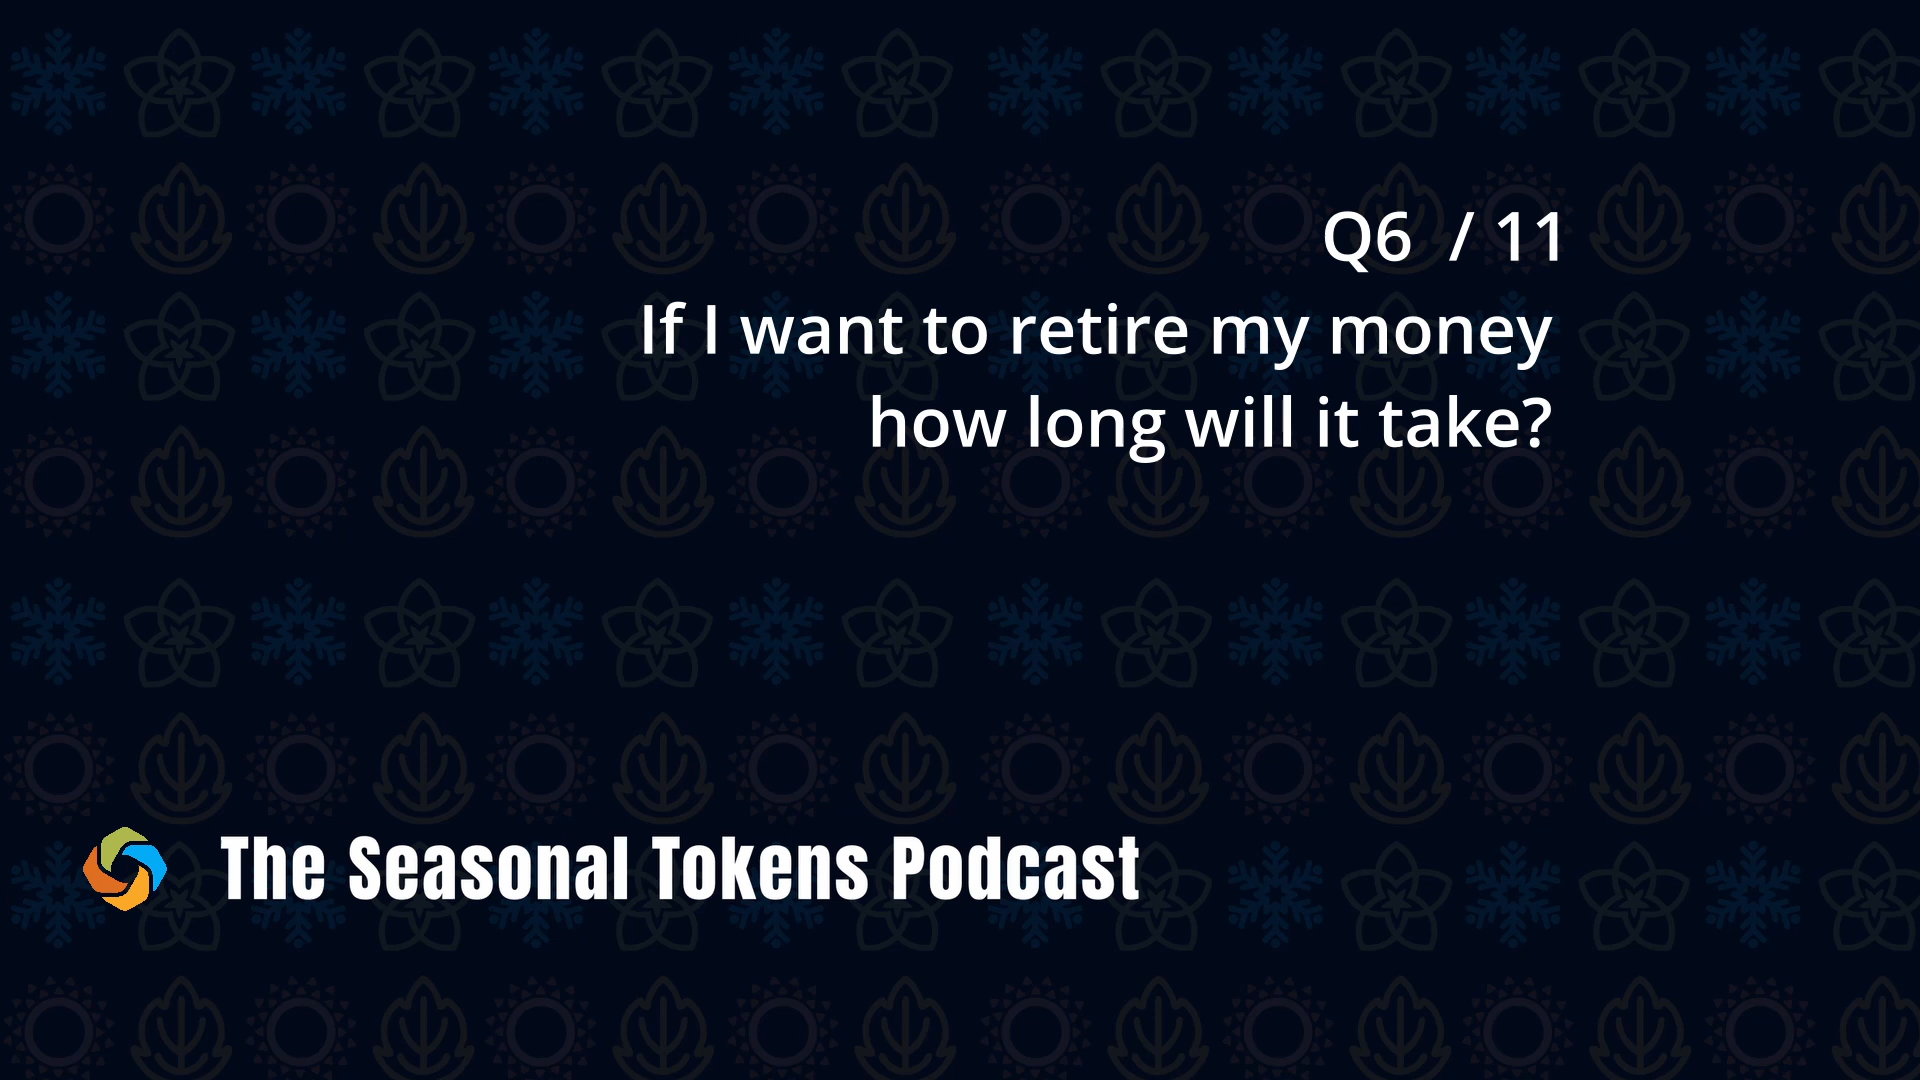 Q6 / 11
If I want to retire my money
how long will it take?
The Seasonal Tokens Podcast